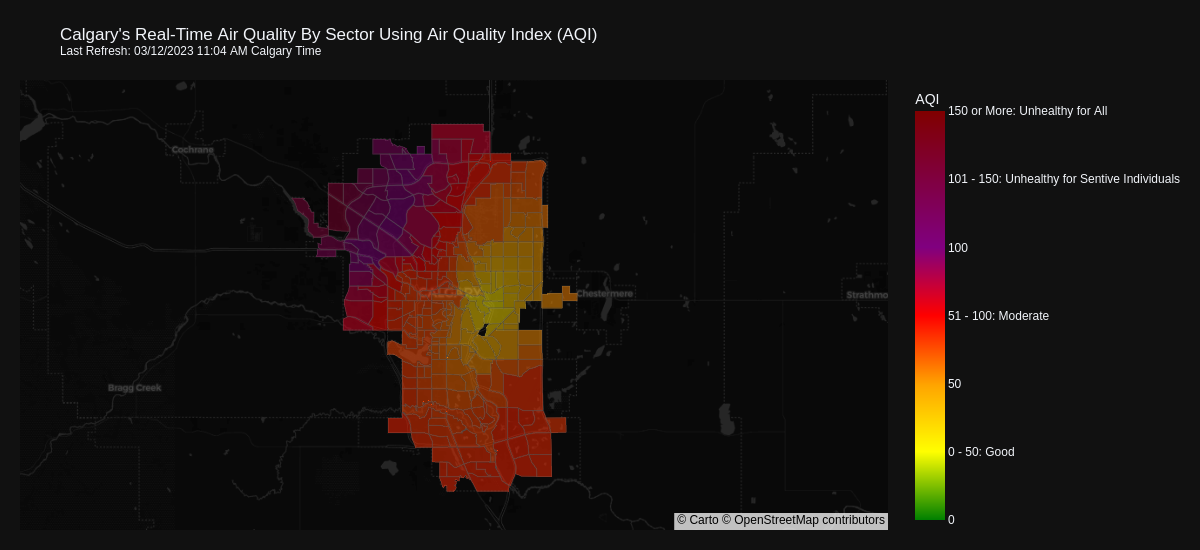 Calgary's Real-Time Air Quality By Sector Using Air Quality Index (AQI)
Last Refresh: 03/12/2023 11:04 AM Calgary Time
AQI
150 or More: Unhealthy for All
Cochrane
101 - 150: Unhealthy for Sentive Individuals
100
CALGARY
Chestermere
Strathmo
51 - 100: Moderate
50
Bragg Creek
0 - 50: Good
0
© Carto © OpenStreetMap contributors